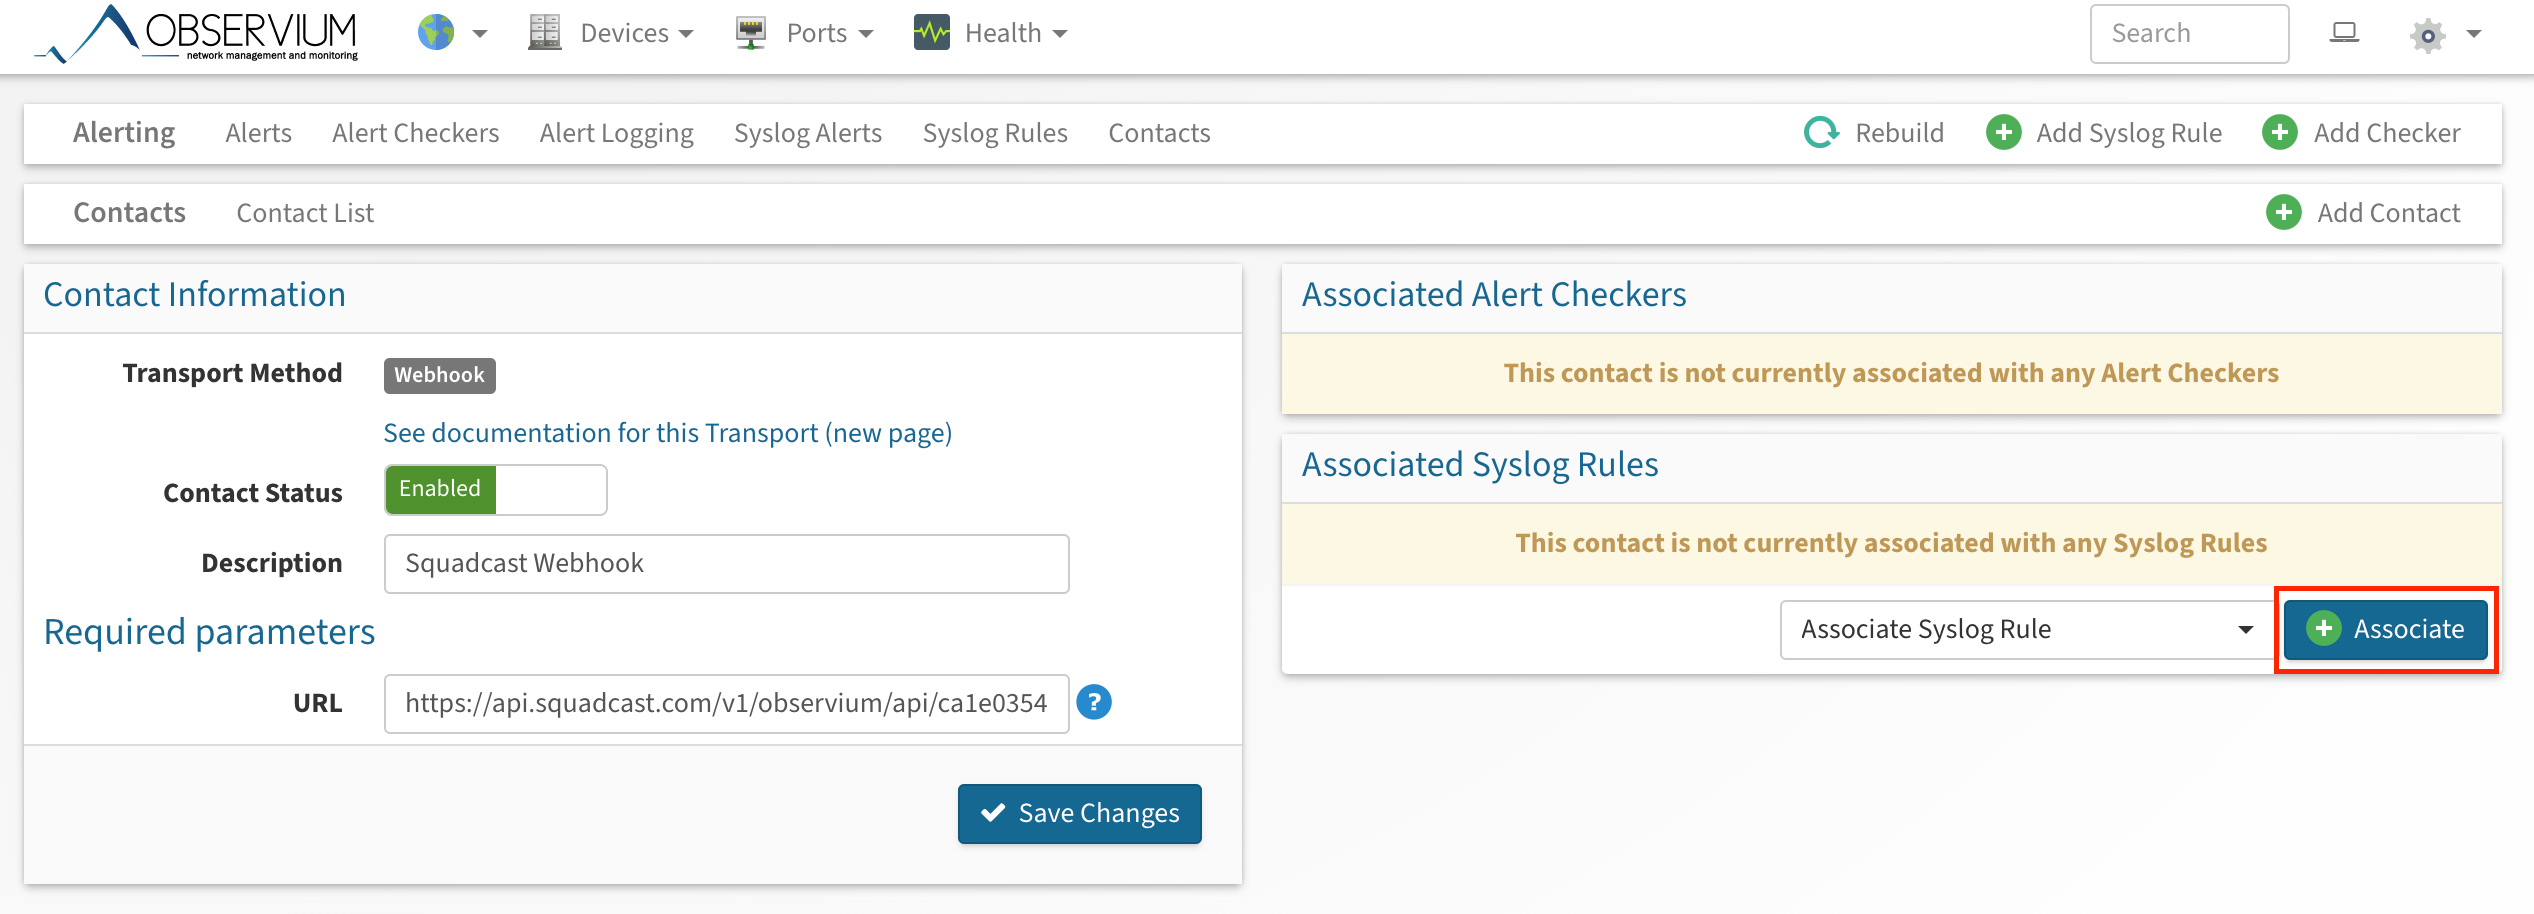 OBSERVIUM
network management and monitoring
Devices
Ports
Health
Search
Alerting Alerts Alert Checkers Alert Logging Syslog Alerts Syslog Rules Contacts Rebuild Add Syslog Rule Add Checker
Contacts Contact List Add Contact
Contact Information
Transport Method Webhook
See documentation for this Transport (new page)
Contact Status Enabled
Description Squadcast Webhook
Required parameters
URL https://api.squadcast.com/v1/observium/api/ca1e0354 ?
Save Changes
Associated Alert Checkers
This contact is not currently associated with any Alert Checkers
Associated Syslog Rules
This contact is not currently associated with any Syslog Rules
Associate Syslog Rule Associate